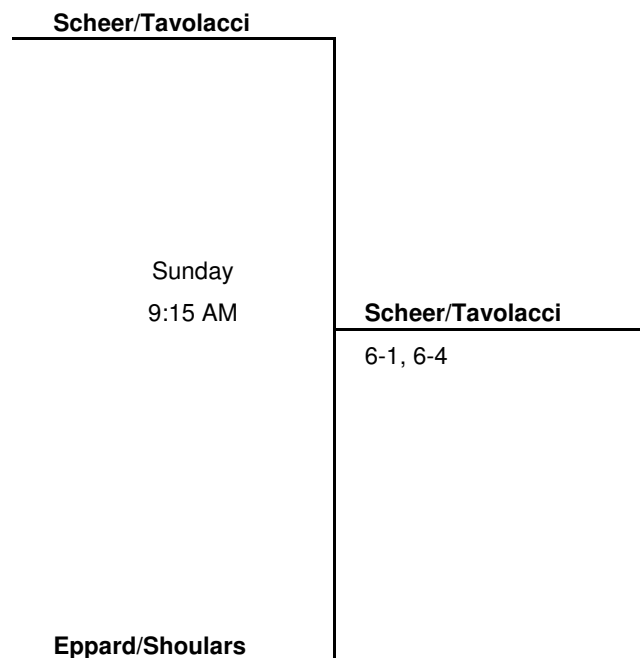 Scheer/Tavolacci
Sunday
9:15 AM
Scheer/Tavolacci
6-1, 6-4
Eppard/Shoulars